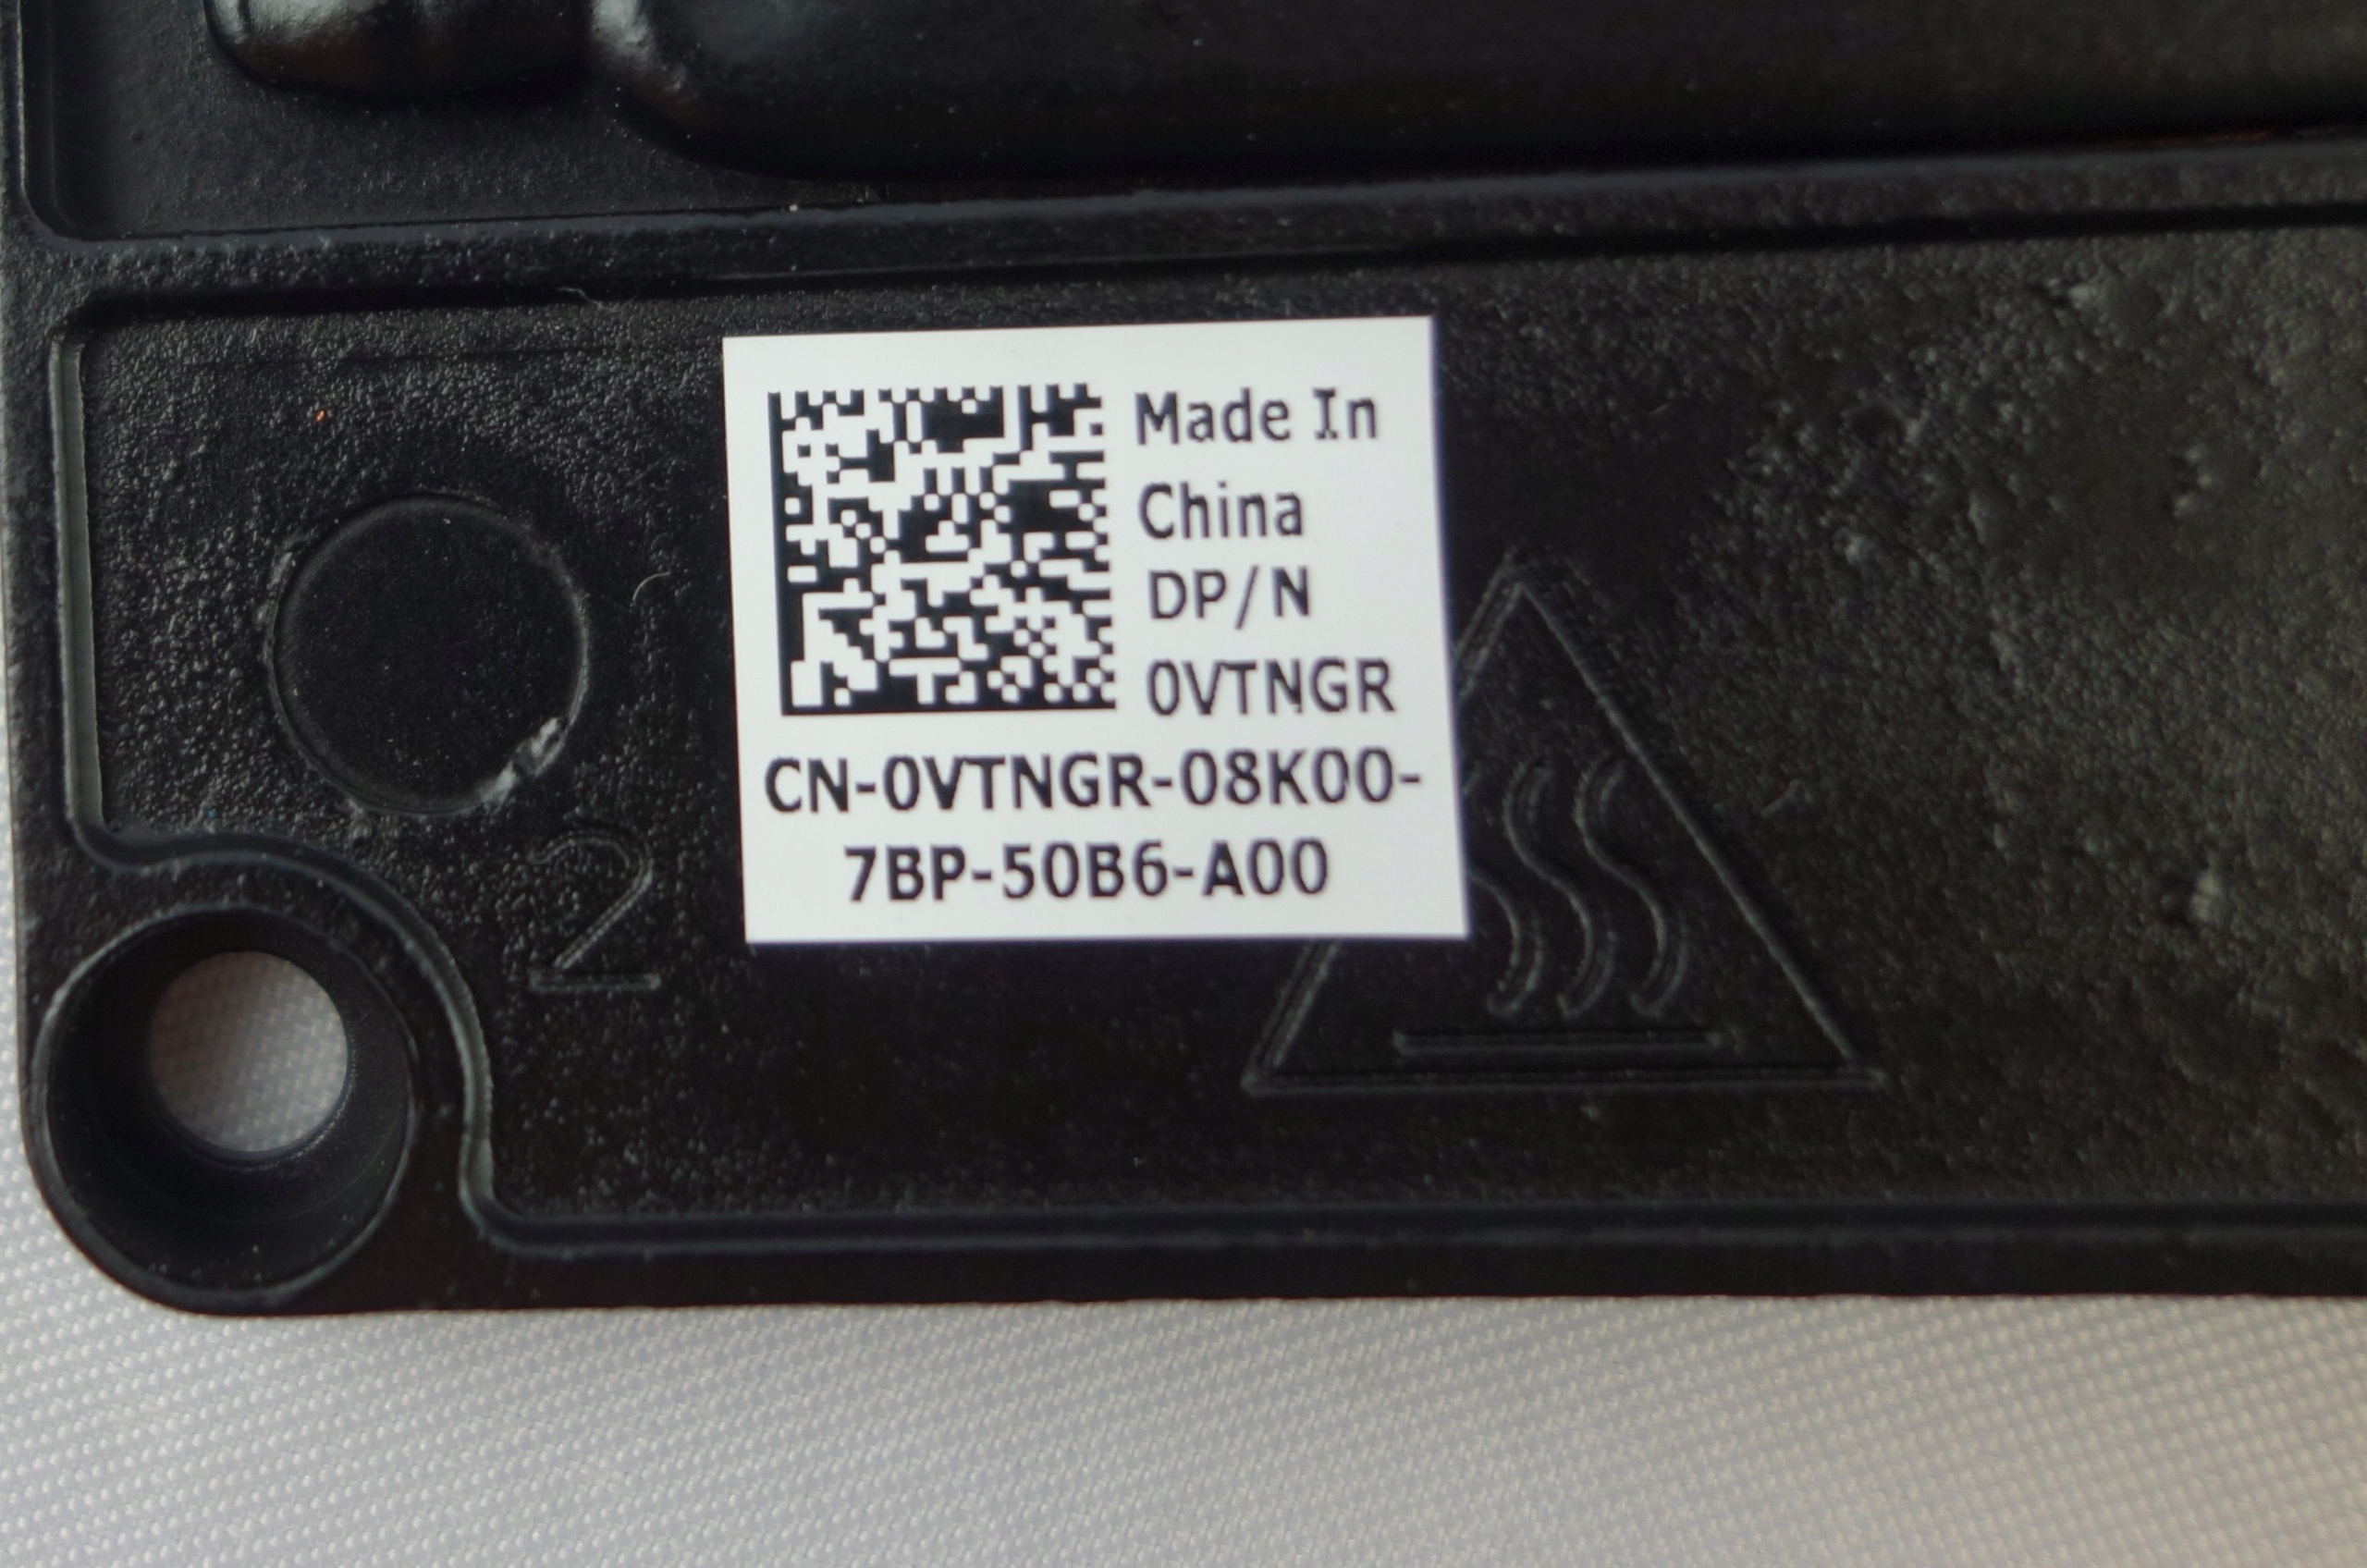 Made In
China
DP/N
0VTNGR
CN-0VTNGR-08K00-
7BP-50B6-A00
2